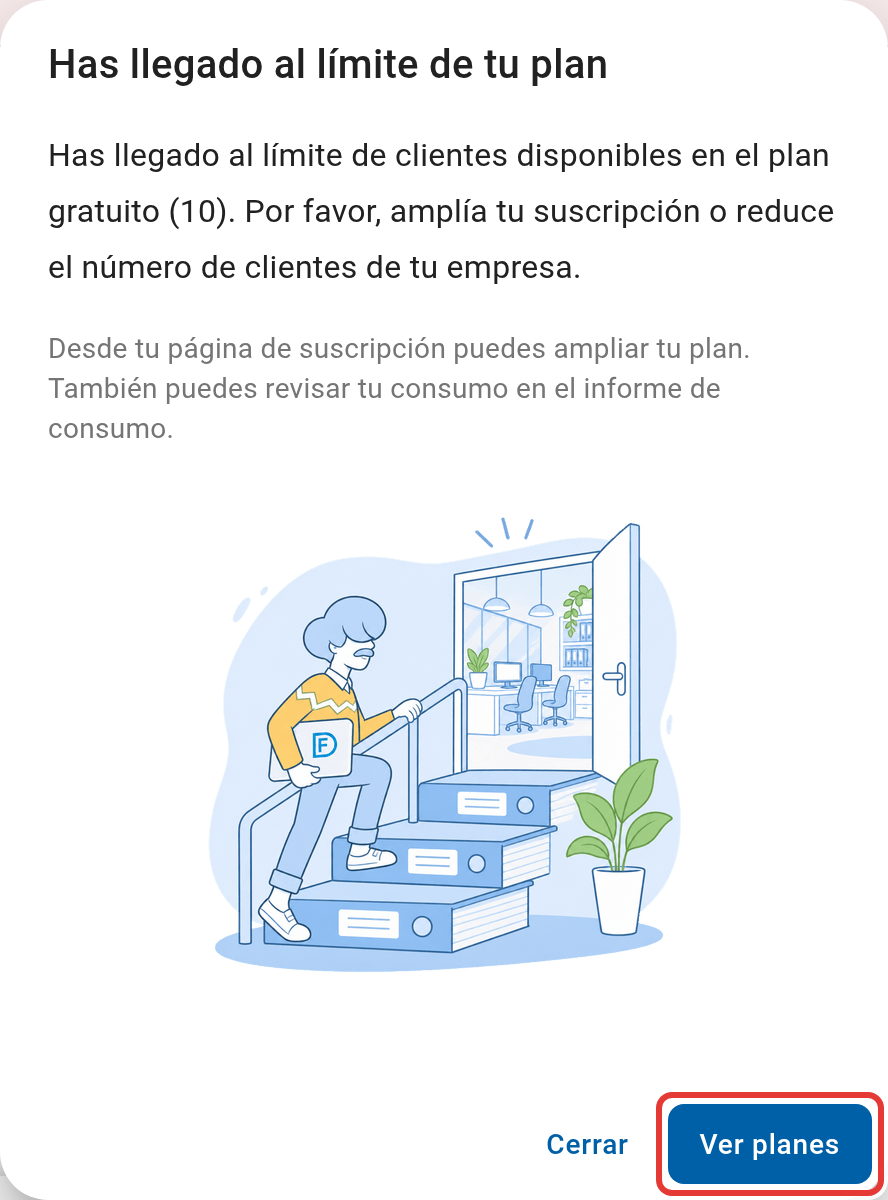 Has llegado al límite de tu plan
Has llegado al límite de clientes disponibles en el plan
gratuito (10). Por favor, amplía tu suscripción o reduce
el número de clientes de tu empresa.
Desde tu página de suscripción puedes ampliar tu plan.
También puedes revisar tu consumo en el informe de
consumo.
Cerrar
Ver planes